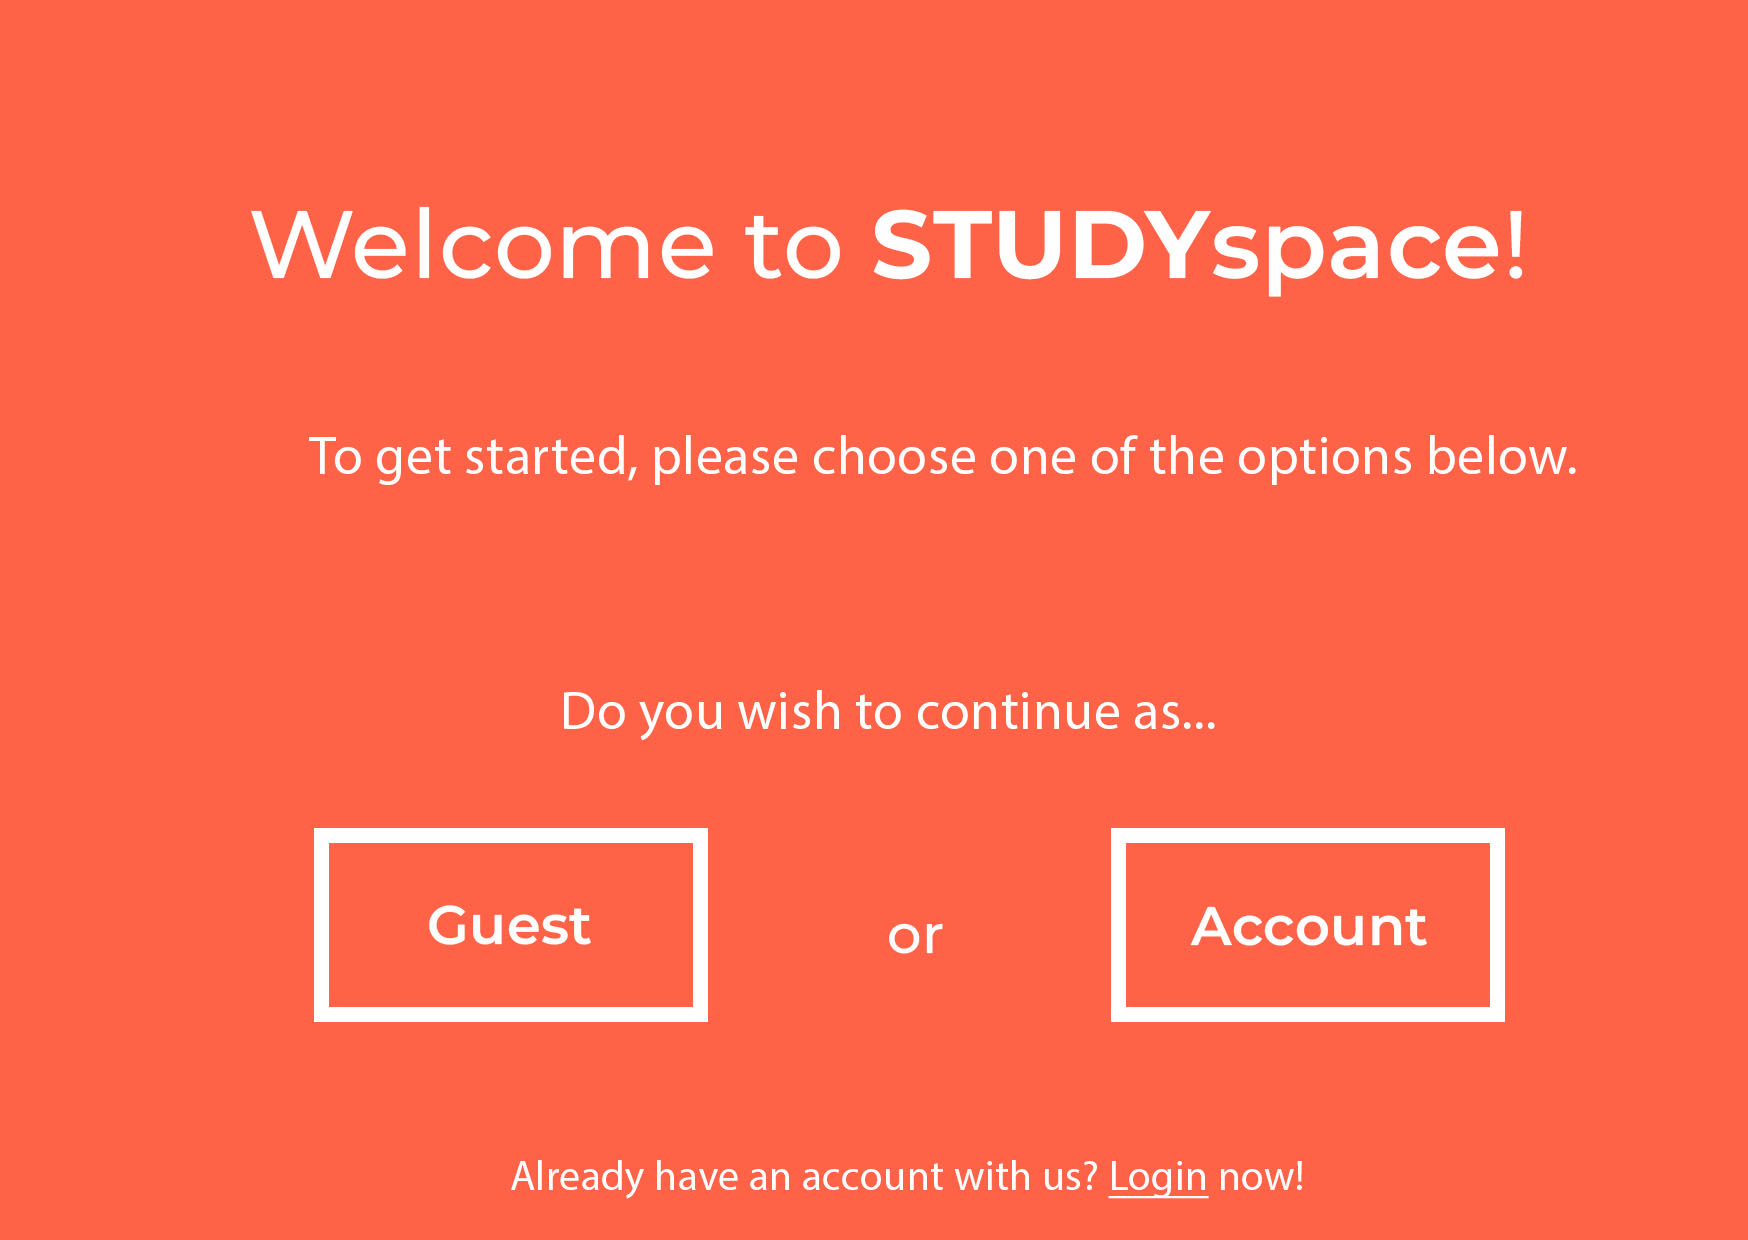 Welcome to STUDYspace!
To get started, please choose one of the options below.
Do you wish to continue as...
Guest
or
Account
Already have an account with us? Login now!